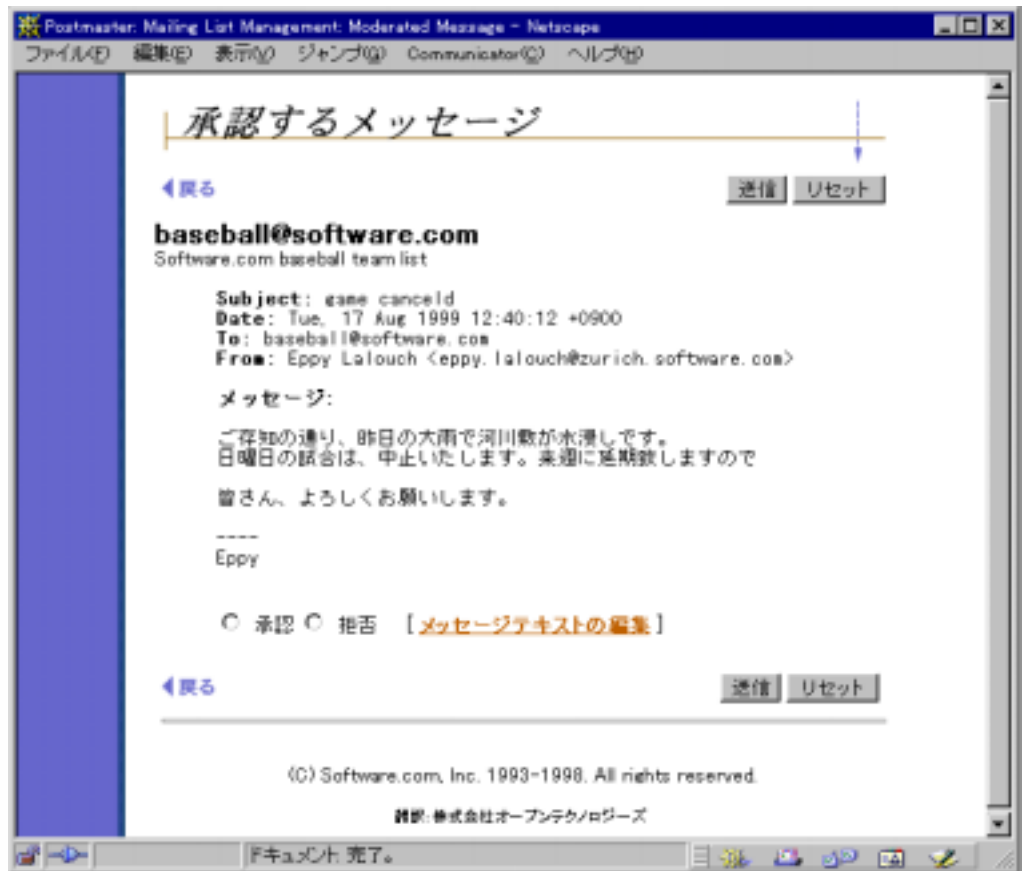 Postmaster: Mailing List Management: Moderated Message - Netscape
ファイル(F) 編集(E) 表示(V) ジャンプ(G) Communicator(C) ヘルプ(H)
承認するメッセージ
戻る 送信 リセット
baseball@software.com
Software.com baseball team list
Subject: game canceld
Date: Tue, 17 Aug 1999 12:40:12 +0900
To: baseball@software.com
From: Eppy Lalouch <eppy.lalouch@zurich.software.com>
メッセージ:
ご存知の通り、昨日の大雨で河川敷が水浸しです。
日曜日の試合は、中止いたします。来週に延期致しますので
皆さん、よろしくお願いします。
----
Eppy
承認 拒否 [メッセージテキストの編集]
戻る 送信 リセット
(C) Software.com, Inc. 1993-1998. All rights reserved.
翻訳:株式会社オープンテクノロジーズ
ドキュメント: 完了。